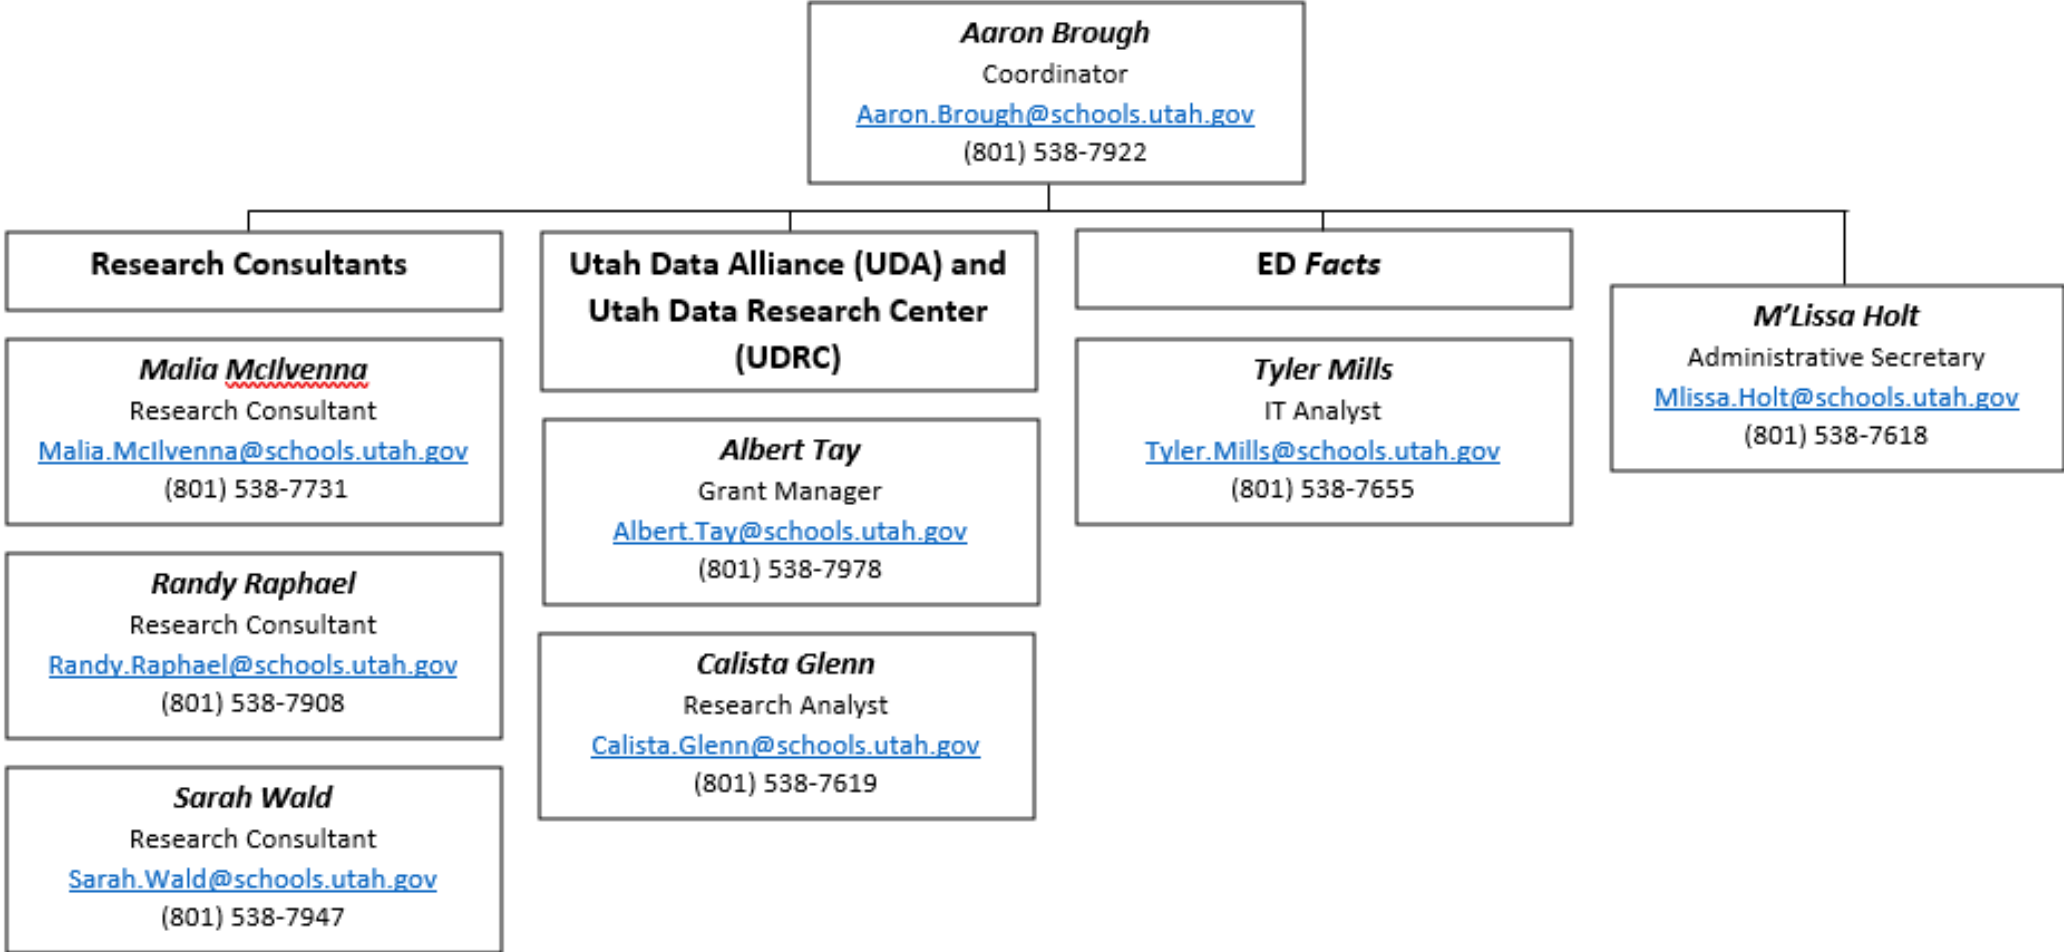 Aaron Brough
Coordinator
Aaron.Brough@schools.utah.gov
(801) 538-7922
Research Consultants
Malia McIlvenna
Research Consultant
Malia.McIlvenna@schools.utah.gov
(801) 538-7731
Randy Raphael
Research Consultant
Randy.Raphael@schools.utah.gov
(801) 538-7908
Sarah Wald
Research Consultant
Sarah.Wald@schools.utah.gov
(801) 538-7947
Utah Data Alliance (UDA) and
Utah Data Research Center
(UDRC)
Albert Tay
Grant Manager
Albert.Tay@schools.utah.gov
(801) 538-7978
Calista Glenn
Research Analyst
Calista.Glenn@schools.utah.gov
(801) 538-7619
ED Facts
Tyler Mills
IT Analyst
Tyler.Mills@schools.utah.gov
(801) 538-7655
M’Lissa Holt
Administrative Secretary
Mlissa.Holt@schools.utah.gov
(801) 538-7618